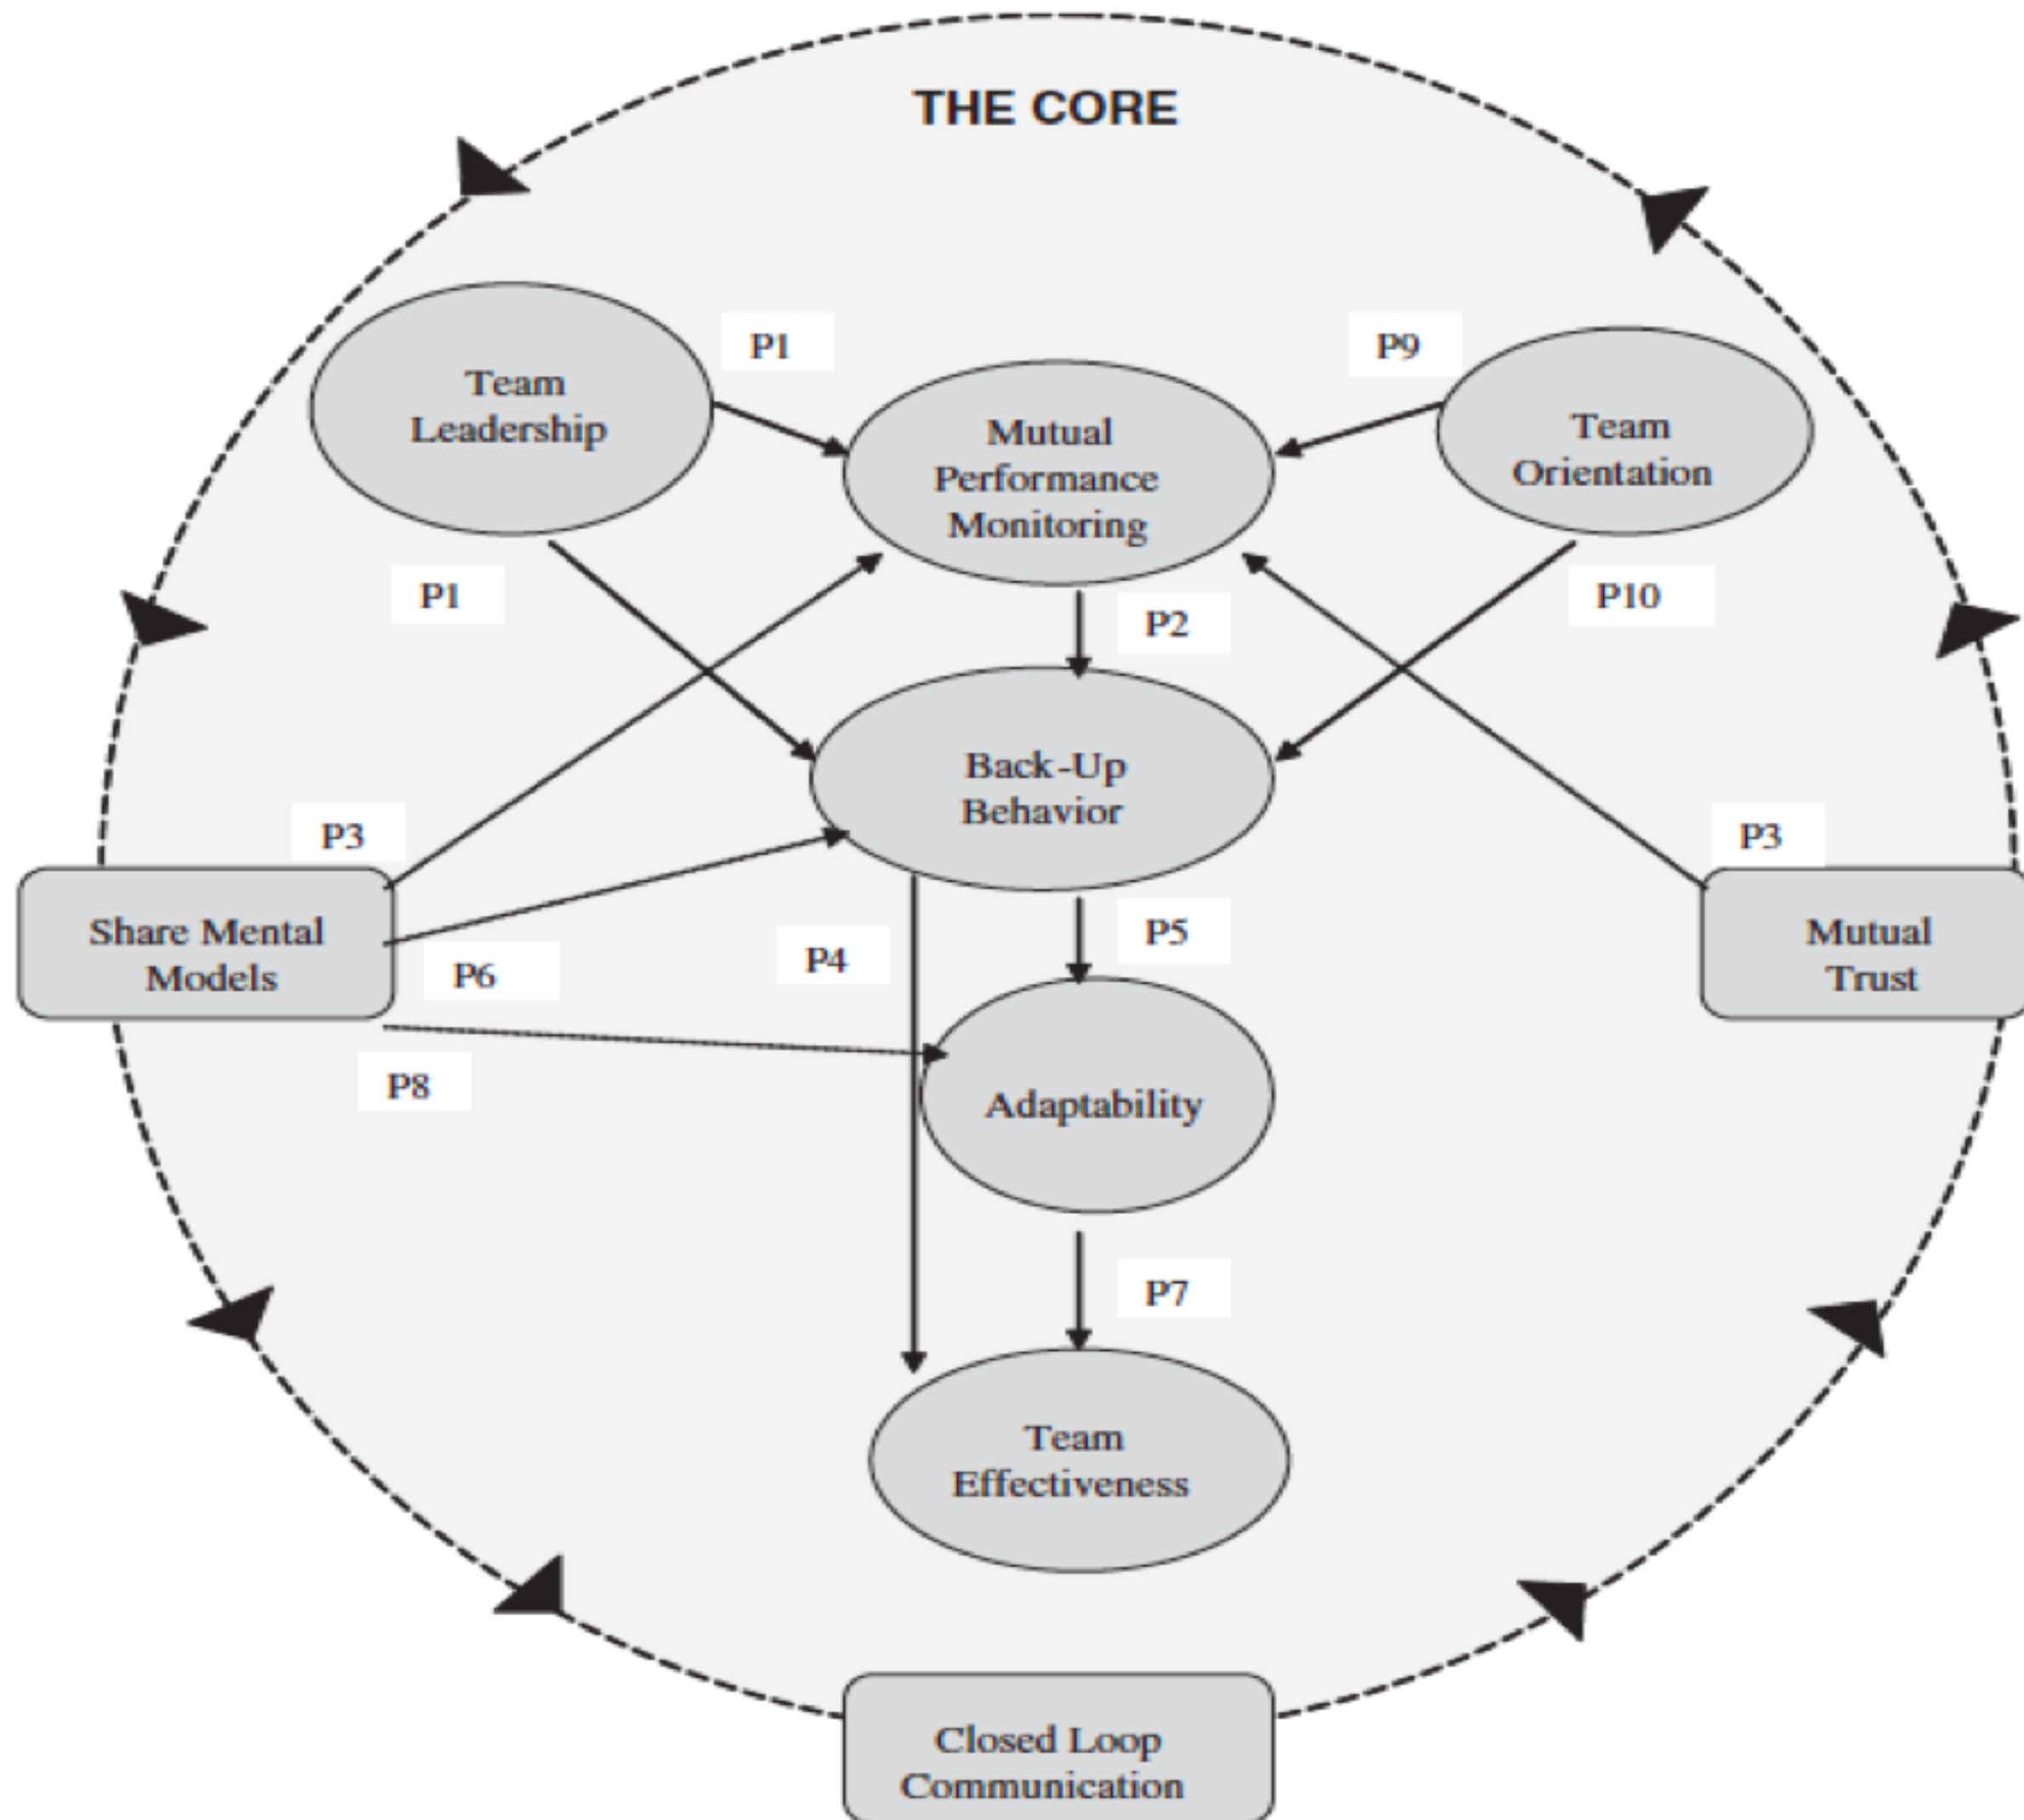 THE CORE
P1
P9
Team
Leadership
Mutual
Performance
Monitoring
Team
Orientation
P1
P2
P10
Back-Up
Behavior
P3
P3
Share Mental
Models
P6
P4
P5
Mutual
Trust
P8
Adaptability
P7
Team
Effectiveness
Closed Loop
Communication